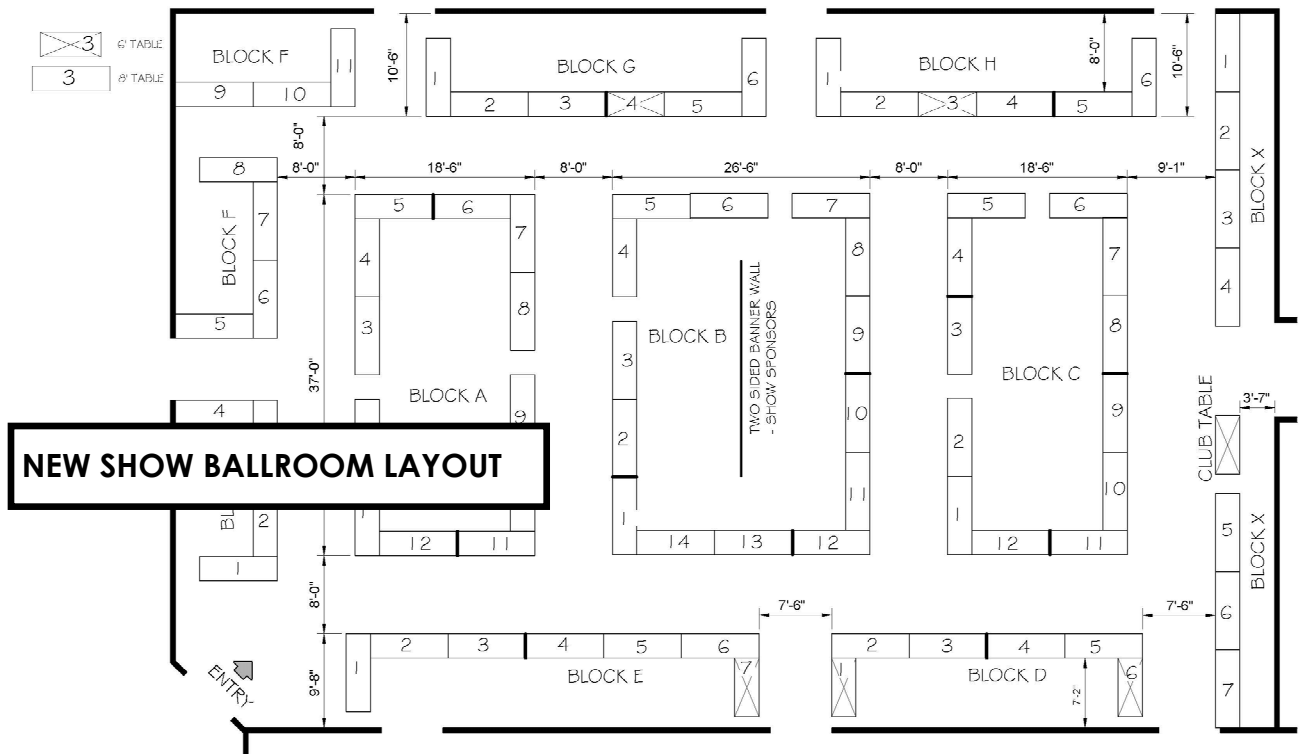 3 6' TABLE
3 8' TABLE
BLOCK F
11
9 10
10'-6"
8'-0"
BLOCK G
1 6
2 3 4 5
BLOCK H
1 6
2 3 4 5
8'-0"
10'-6"
1
2
3
4
BLOCK X
8'-0" 18'-6" 8'-0" 26'-6" 8'-0" 18'-6" 9'-1"
8
7
BLOCK F
6
5
4
2
1
37'-0"
5 6
4 7
3 8
BLOCK A
9
1
12 11
5 6 7
4 8
3 9
BLOCK B
2 10
1 11
14 13 12
TWO SIDED BANNER WALL
- SHOW SPONSORS
5 6
4 7
3 8
BLOCK C
2 9
1 10
12 11
CLUB TABLE
3'-7"
5
6
7
BLOCK X
NEW SHOW BALLROOM LAYOUT
8'-0"
9'-8"
7'-6"
7'-6"
1 2 3 4 5 6 7
BLOCK E
1 2 3 4 5 6
BLOCK D
7'-2"
ENTRY-